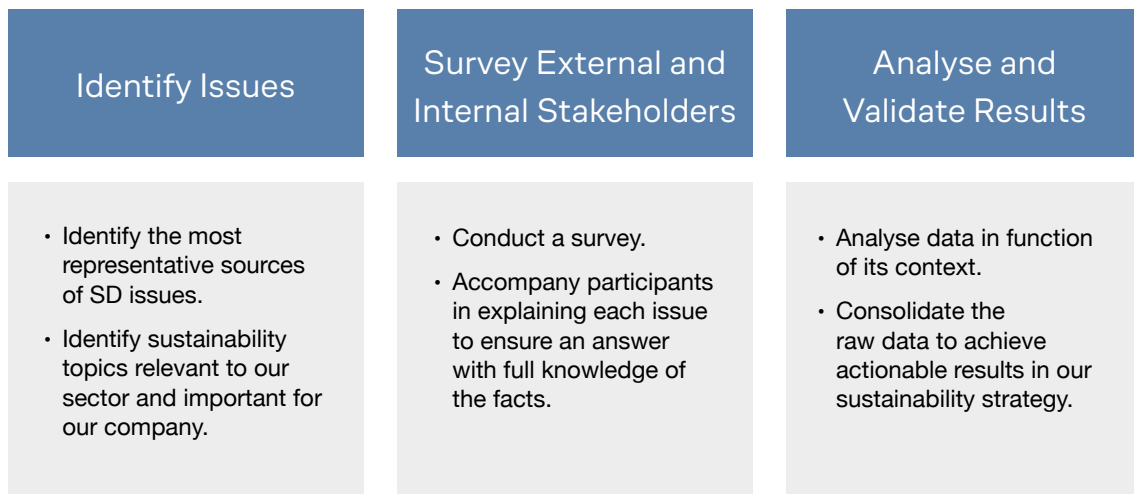 Identify Issues
Survey External and
Internal Stakeholders
Analyse and
Validate Results
• Identify the most
representative sources
of SD issues.
• Identify sustainability
topics relevant to our
sector and important for
our company.
• Conduct a survey.
• Accompany participants
in explaining each issue
to ensure an answer
with full knowledge of
the facts.
• Analyse data in function
of its context.
• Consolidate the
raw data to achieve
actionable results in our
sustainability strategy.